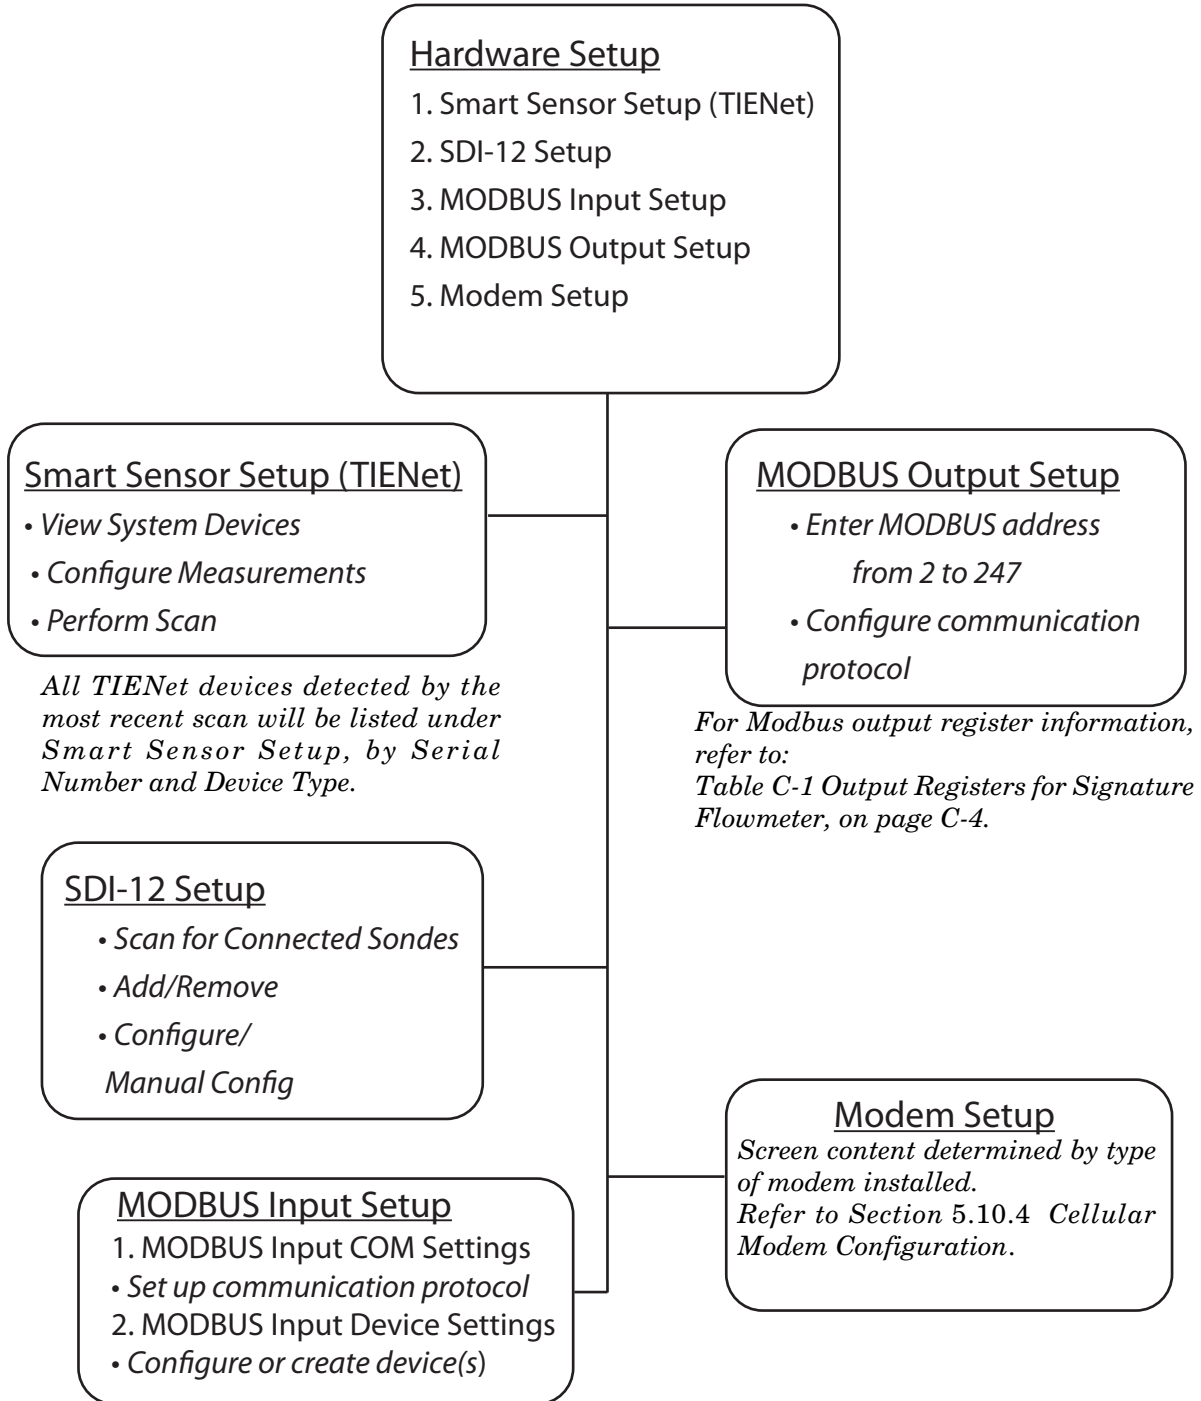 Hardware Setup
1. Smart Sensor Setup (TIENet)
2. SDI-12 Setup
3. MODBUS Input Setup
4. MODBUS Output Setup
5. Modem Setup
Smart Sensor Setup (TIENet)
• View System Devices
• Configure Measurements
• Perform Scan
All TIENet devices detected by the
most recent scan will be listed under
Smart Sensor Setup, by Serial
Number and Device Type.
MODBUS Output Setup
• Enter MODBUS address
from 2 to 247
• Configure communication
protocol
For Modbus output register information,
refer to:
Table C-1 Output Registers for Signature
Flowmeter, on page C-4.
SDI-12 Setup
• Scan for Connected Sondes
• Add/Remove
• Configure/
Manual Config
Modem Setup
Screen content determined by type
of modem installed.
Refer to Section 5.10.4 Cellular
Modem Configuration.
MODBUS Input Setup
1. MODBUS Input COM Settings
• Set up communication protocol
2. MODBUS Input Device Settings
• Configure or create device(s)